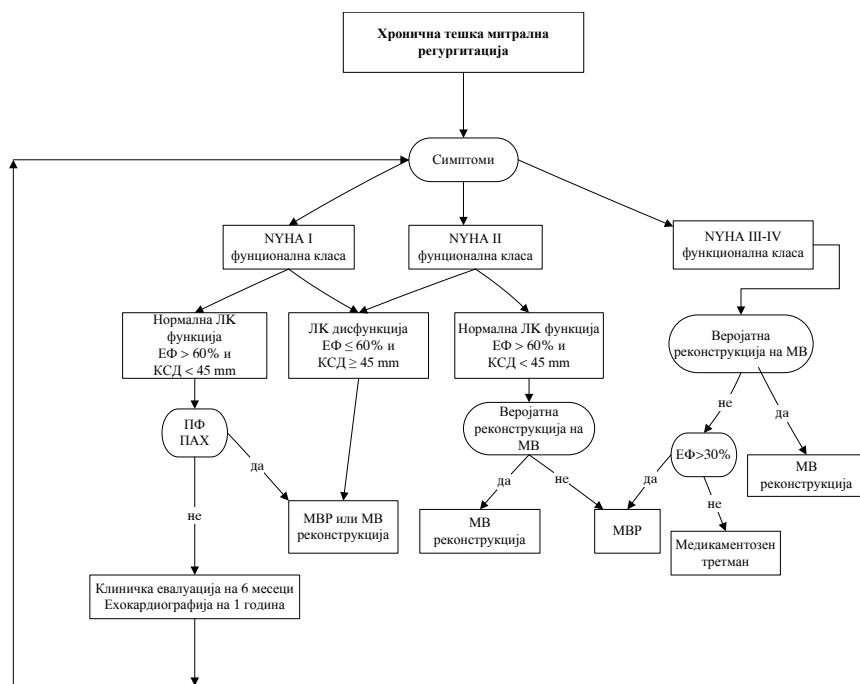 Хронична тешка митрална
регургитација
Симптоми
NYHA I
фунционална класа
NYHA II
фунционална класа
NYHA III-IV
функционална класа
Нормална ЛК
функција
ЕФ > 60% и
КСД < 45 mm
ЛК дисфункција
ЕФ ≤ 60% и
КСД ≥ 45 mm
Нормална ЛК функција
ЕФ > 60% и
КСД < 45 mm
Веројатна
реконструкција на МВ
ПФ
ПАХ
Веројатна
реконструкција на
МВ
не
да
ЕФ>30%
МВ
реконструкција
да
не
да
не
да
не
МВР или МВ
реконструкција
МВ
реконструкција
МВР
Медикаментозен
третман
Клиничка евалуација на 6 месеци
Ехокардиографија на 1 година